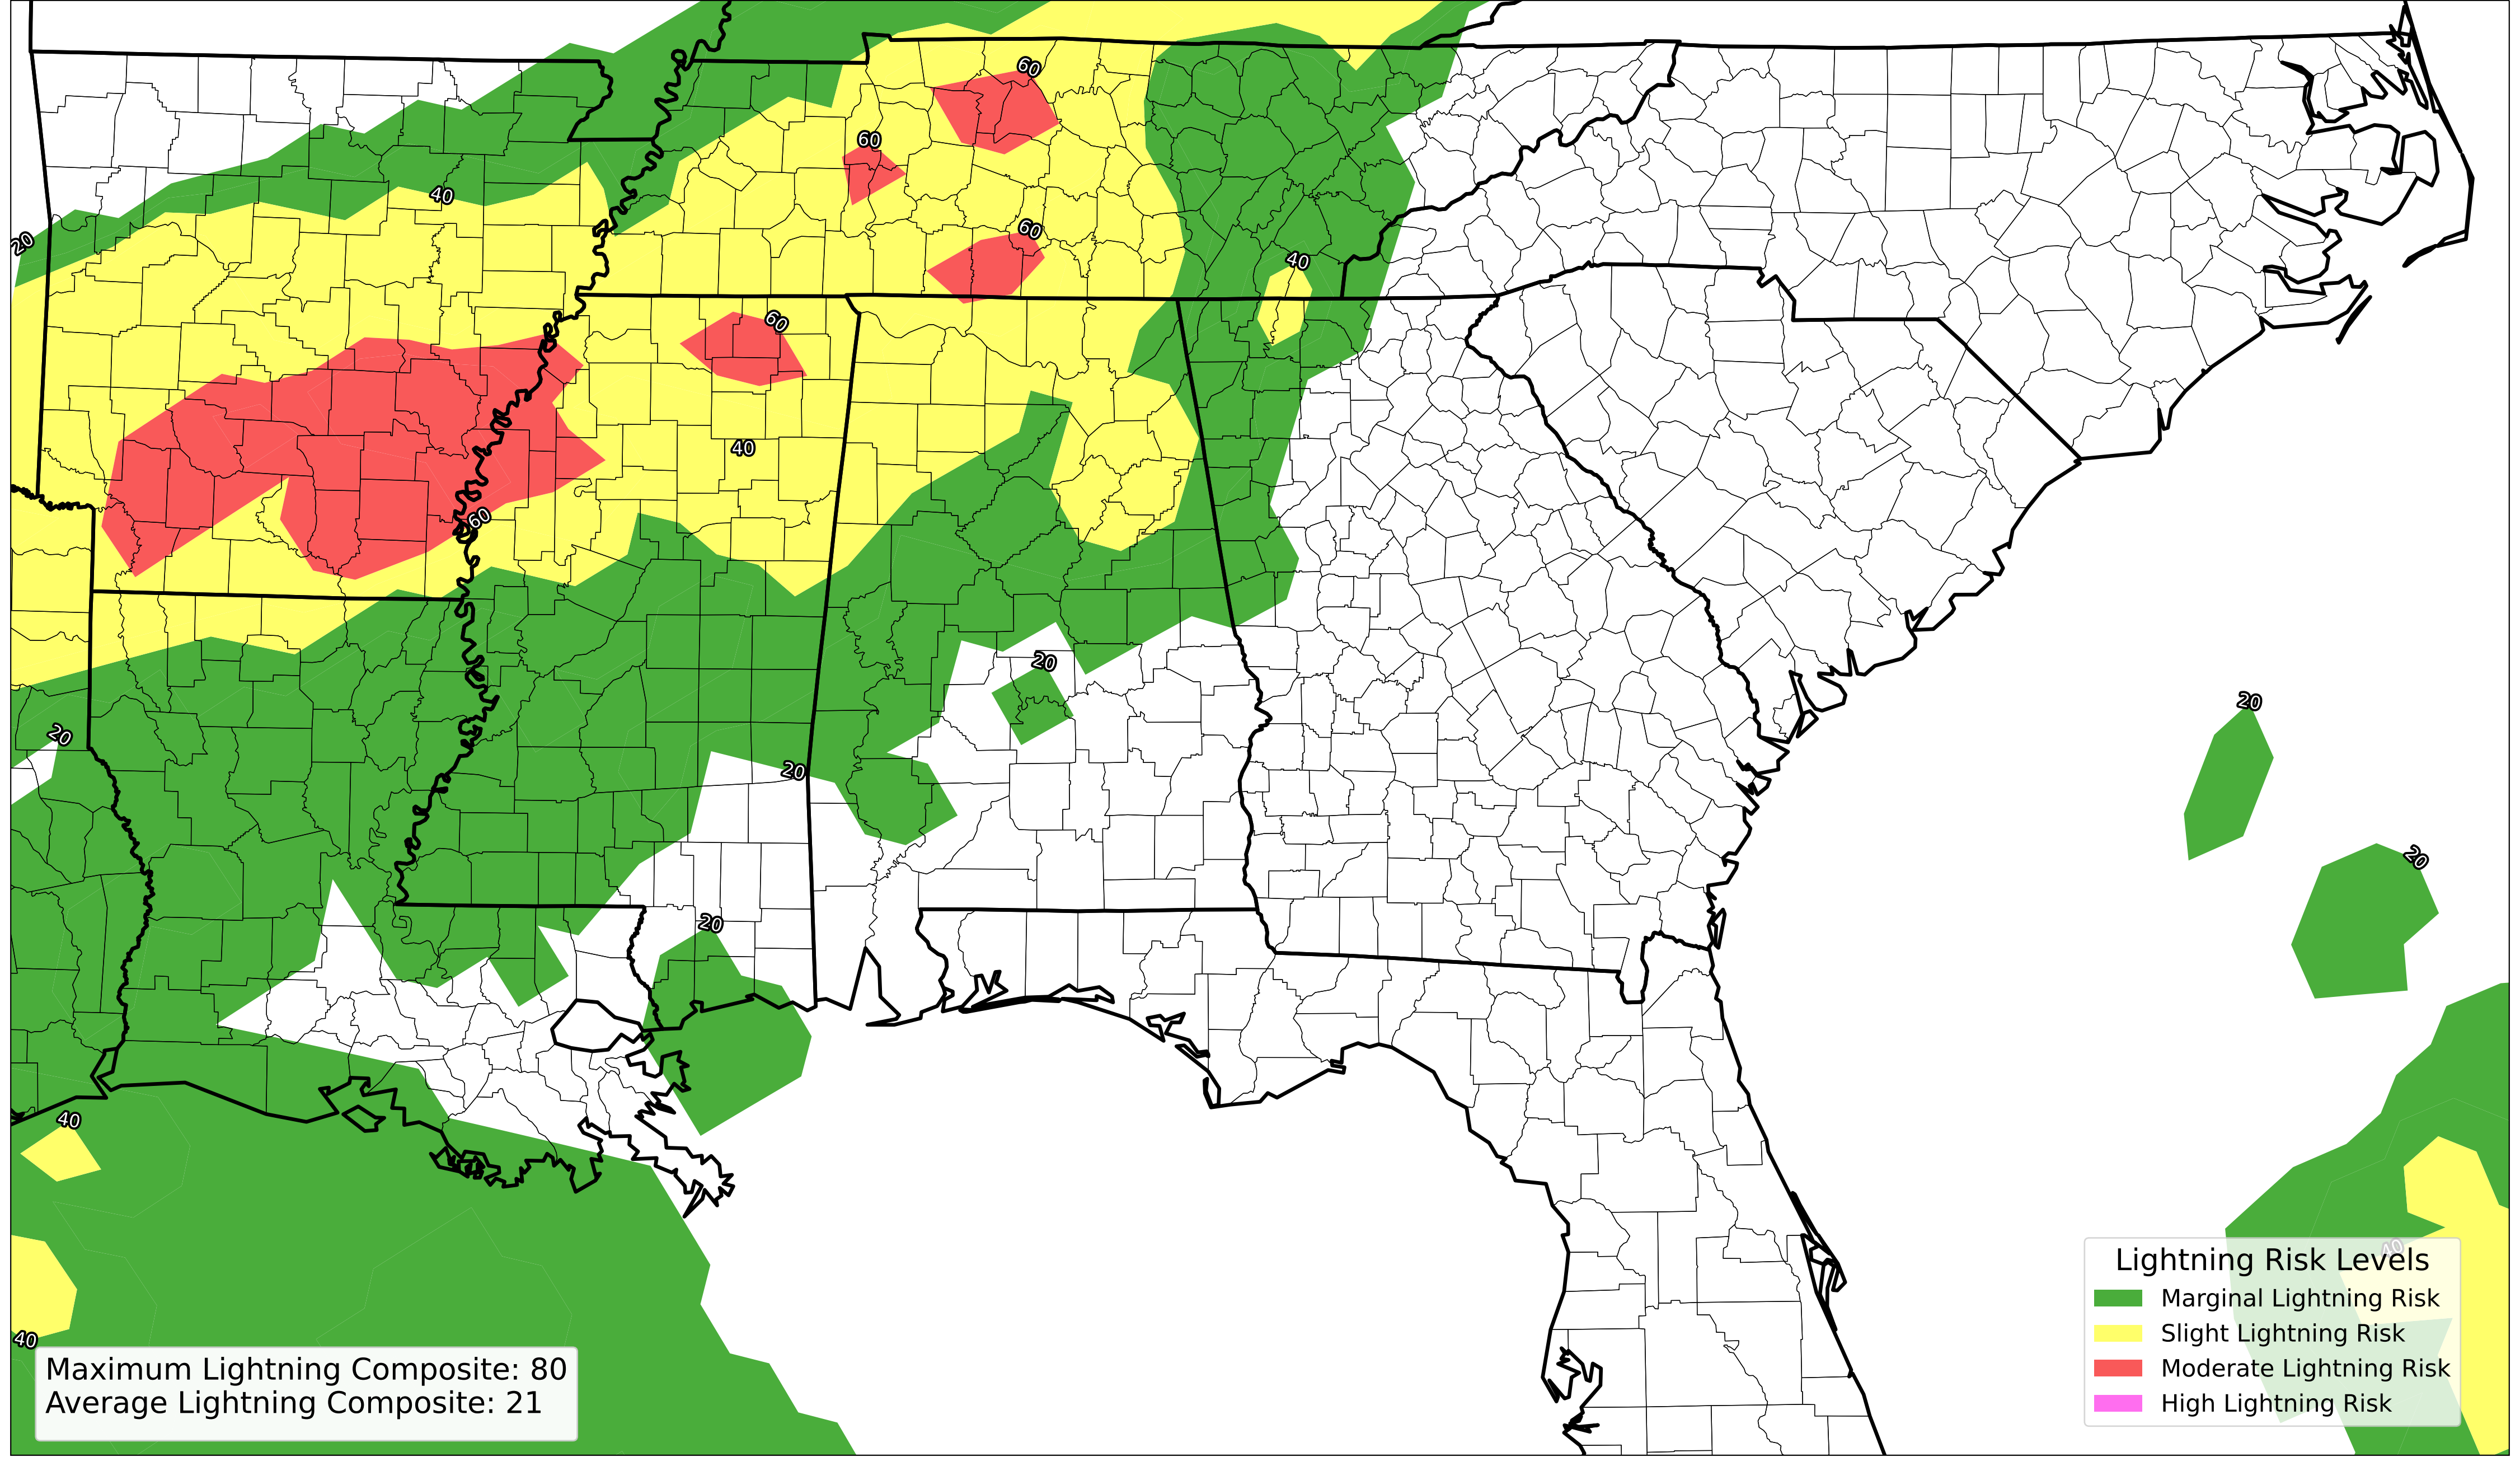 60
60
40
20
60
40
60
40
60
20
20
20
20
20
20
40
40
40
Maximum Lightning Composite: 80
Average Lightning Composite: 21
Lightning Risk Levels
Marginal Lightning Risk
Slight Lightning Risk
Moderate Lightning Risk
High Lightning Risk